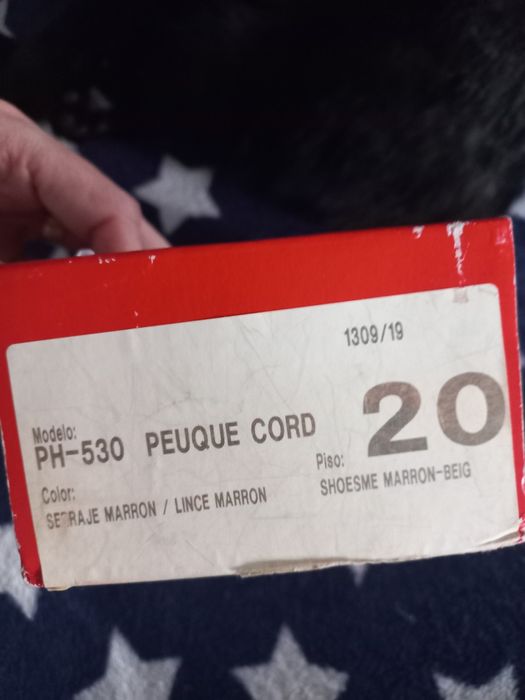 1309/19
20
Modelo:
PH-530 PEUQUE CORD
Piso:
SHOESME MARRON-BEIG
Color:
SERRAJE MARRON / LINCE MARRON